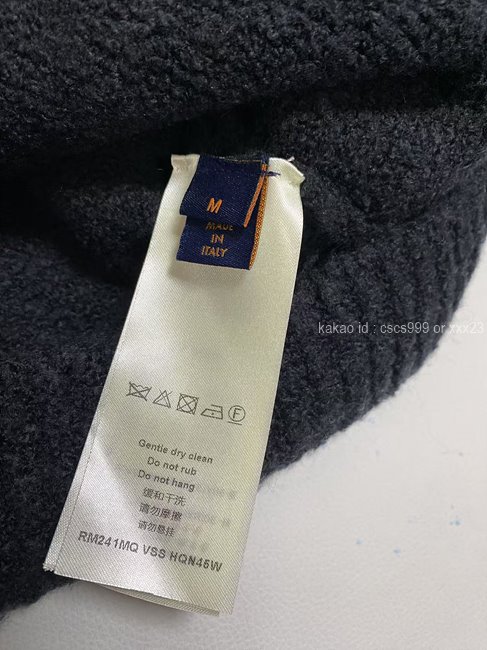 M
MADE
IN
ITALY
kakao id : cscs999 or xxx23
F
Gentle dry clean
Do not rub
Do not hang
缓和干洗
请勿摩擦
请勿悬挂
RM241MQ VSS HQN45W